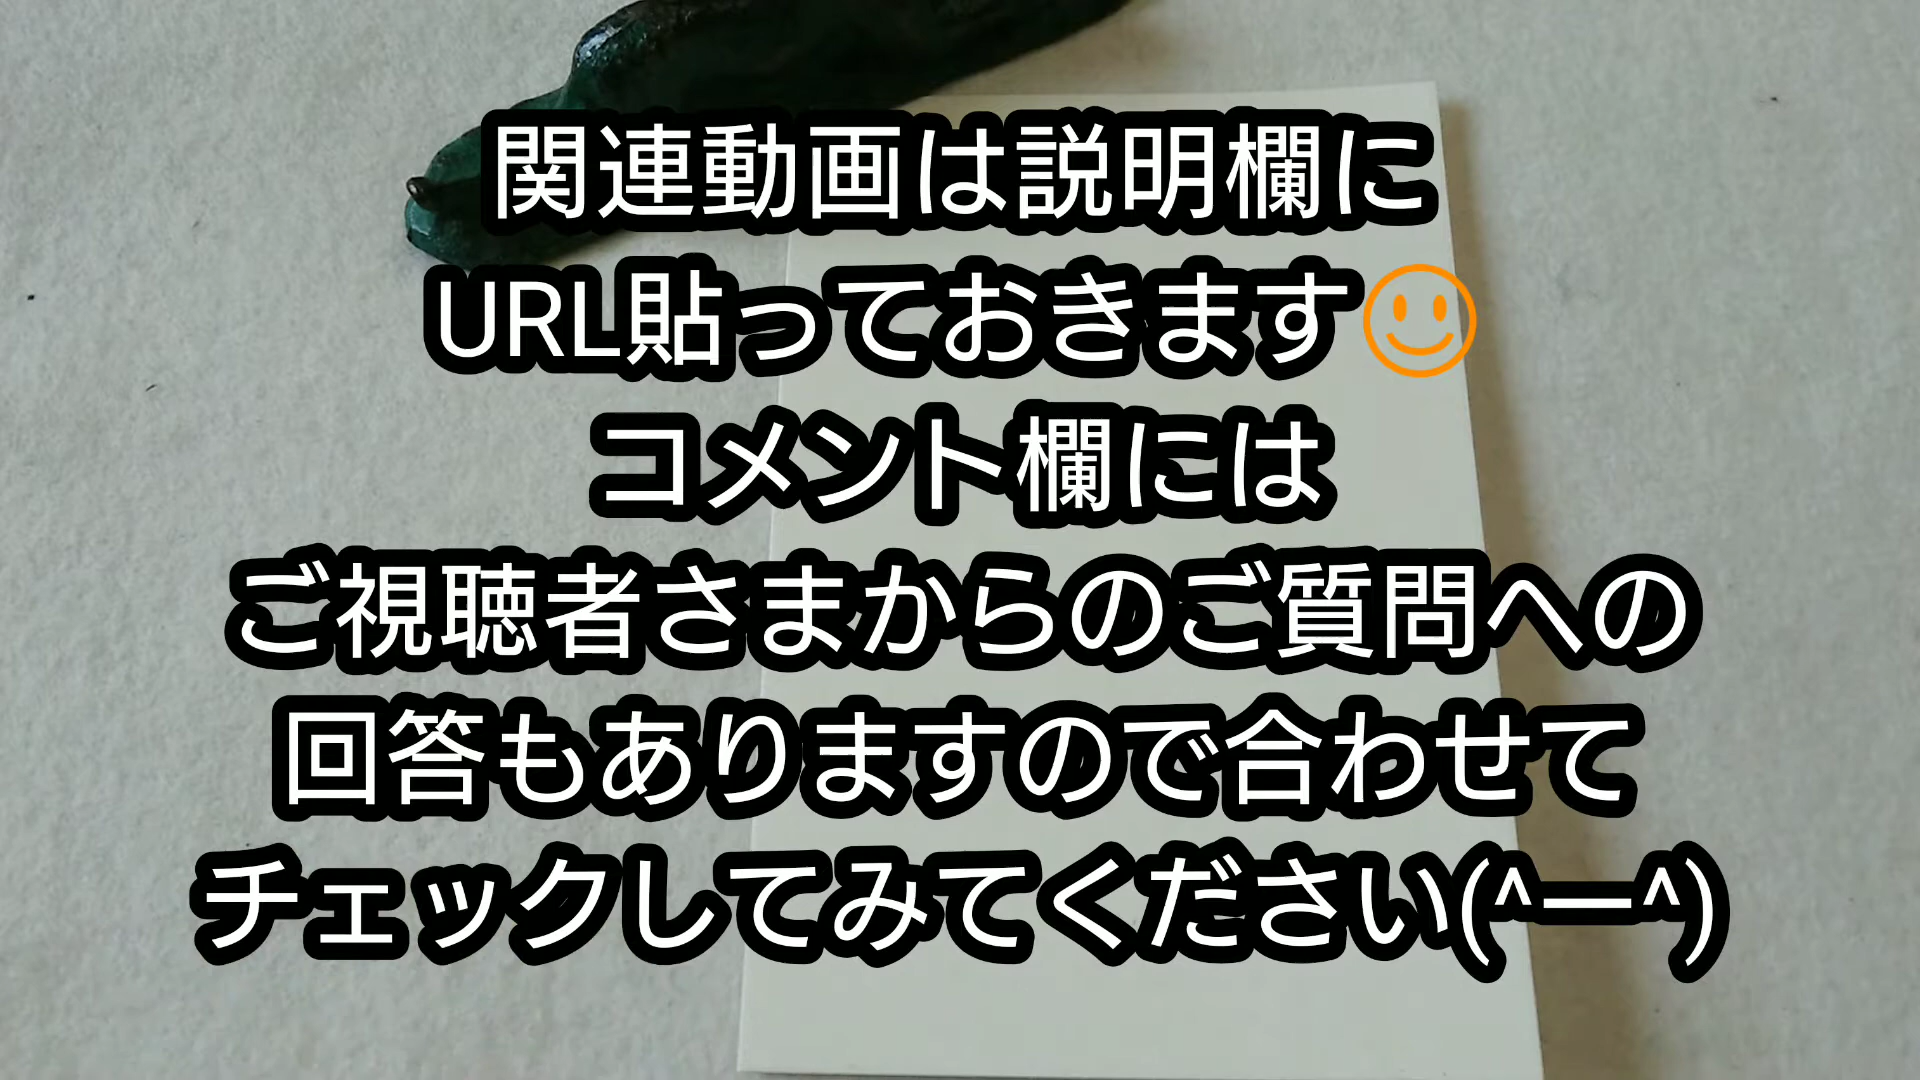 関連動画は説明欄に
URL貼っておきます☺
コメント欄には
ご視聴者さまからのご質問への
回答もありますので合わせて
チェックしてみてください(^ー^)